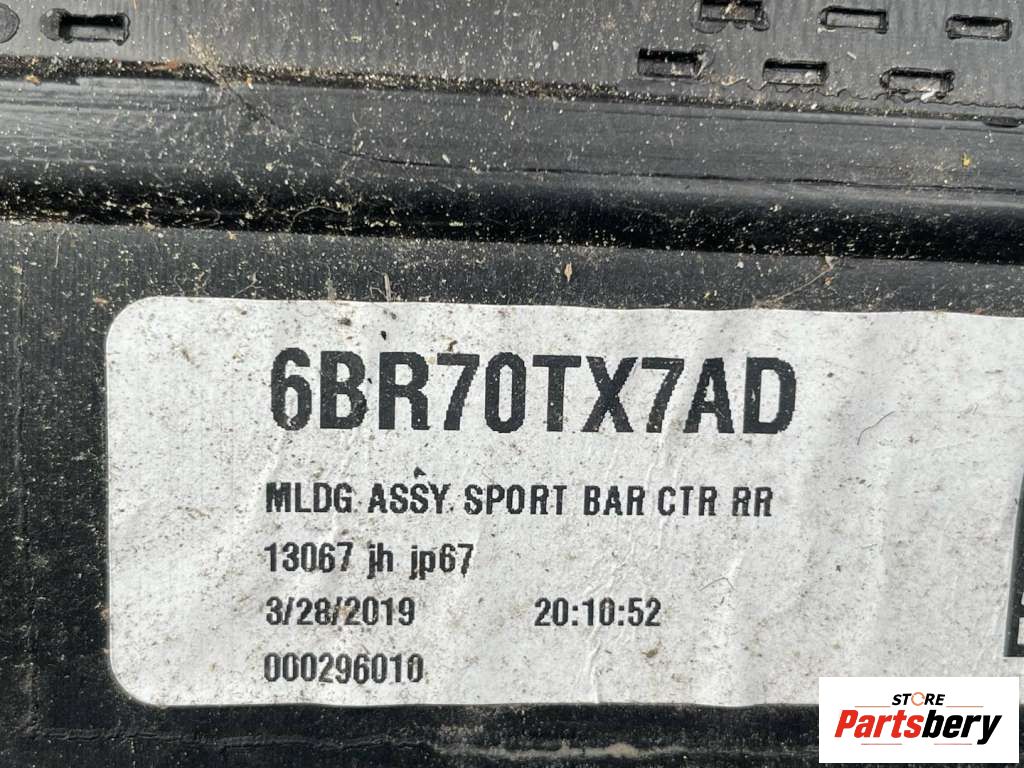 6BR70TX7AD
MLDG ASSY SPORT BAR CTR RR
13067 jh jp67
3/28/2019 20:10:52
000296010
STORE
Partsbery